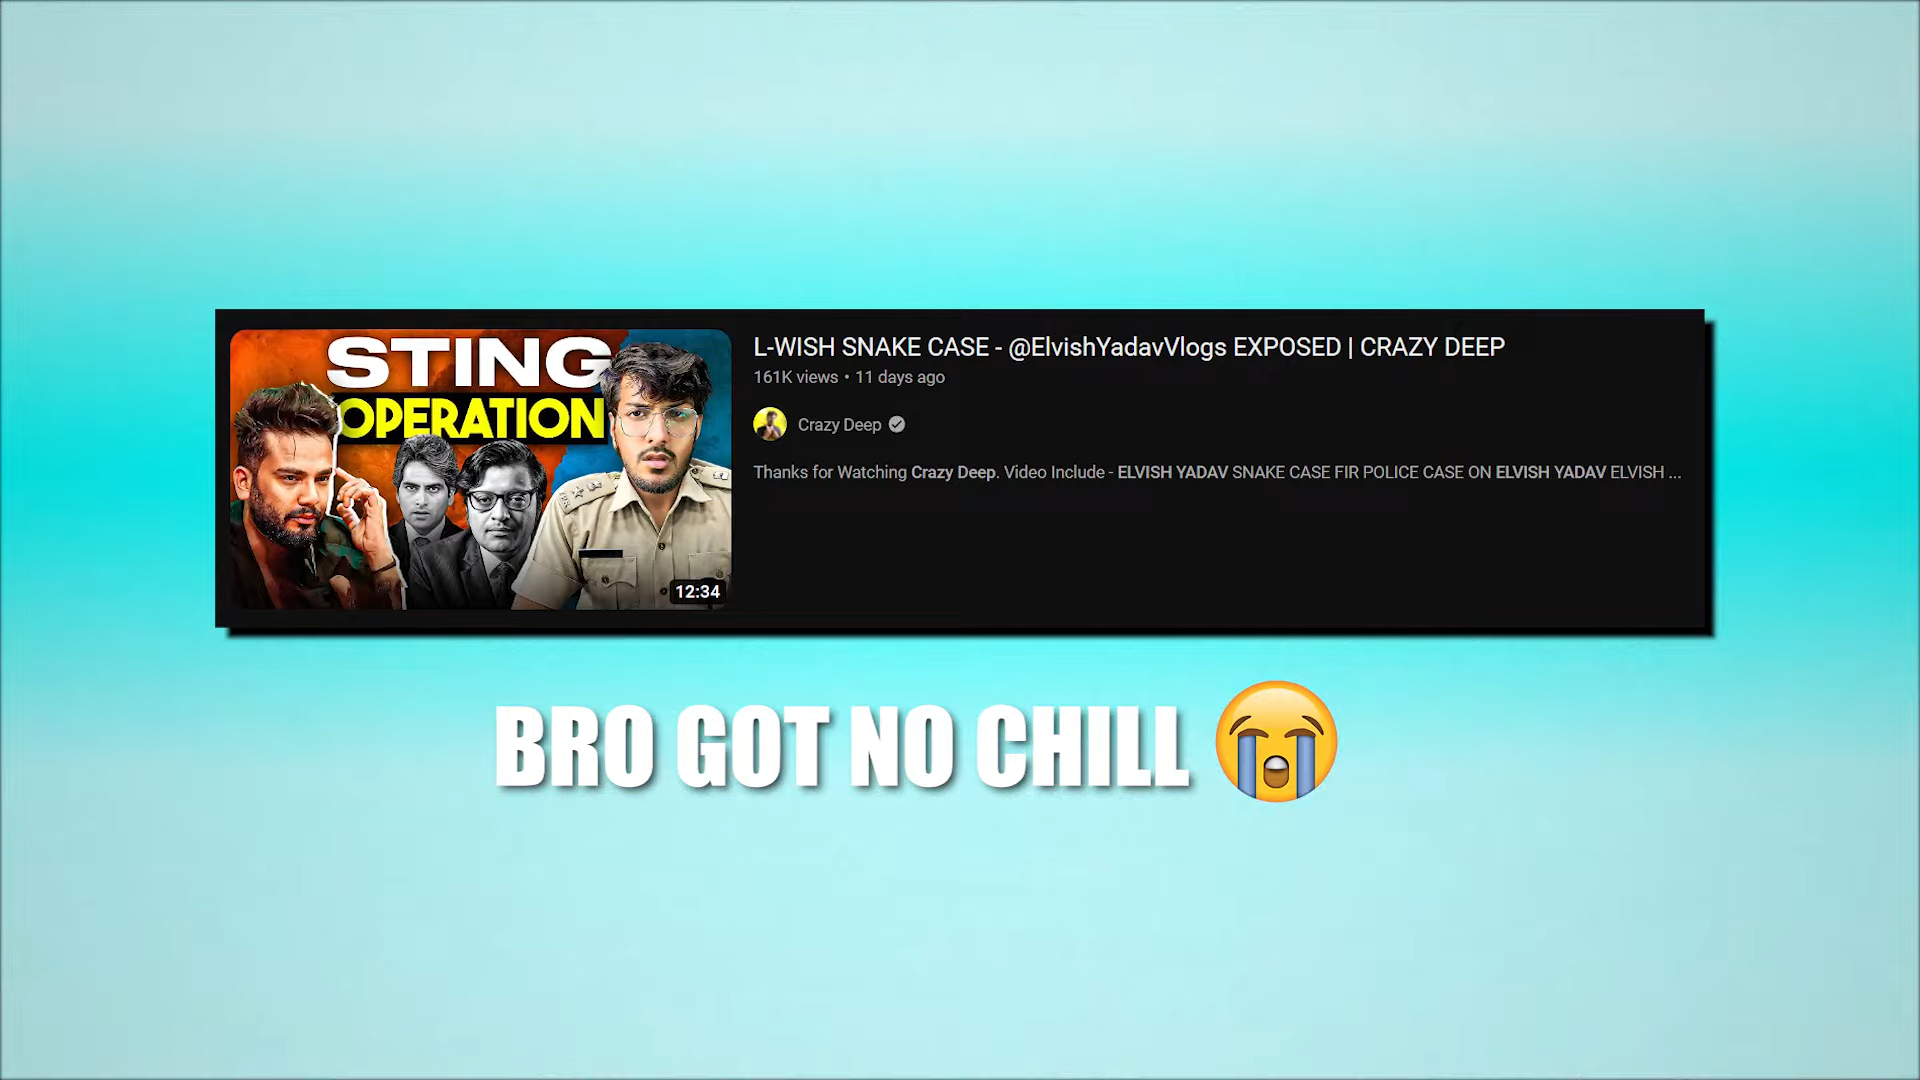 STING
OPERATION
12:34
L-WISH SNAKE CASE - @ElvishYadavVlogs EXPOSED | CRAZY DEEP
161K views • 11 days ago
Crazy Deep
Thanks for Watching Crazy Deep. Video Include - ELVISH YADAV SNAKE CASE FIR POLICE CASE ON ELVISH YADAV ELVISH ...
BRO GOT NO CHILL 😭